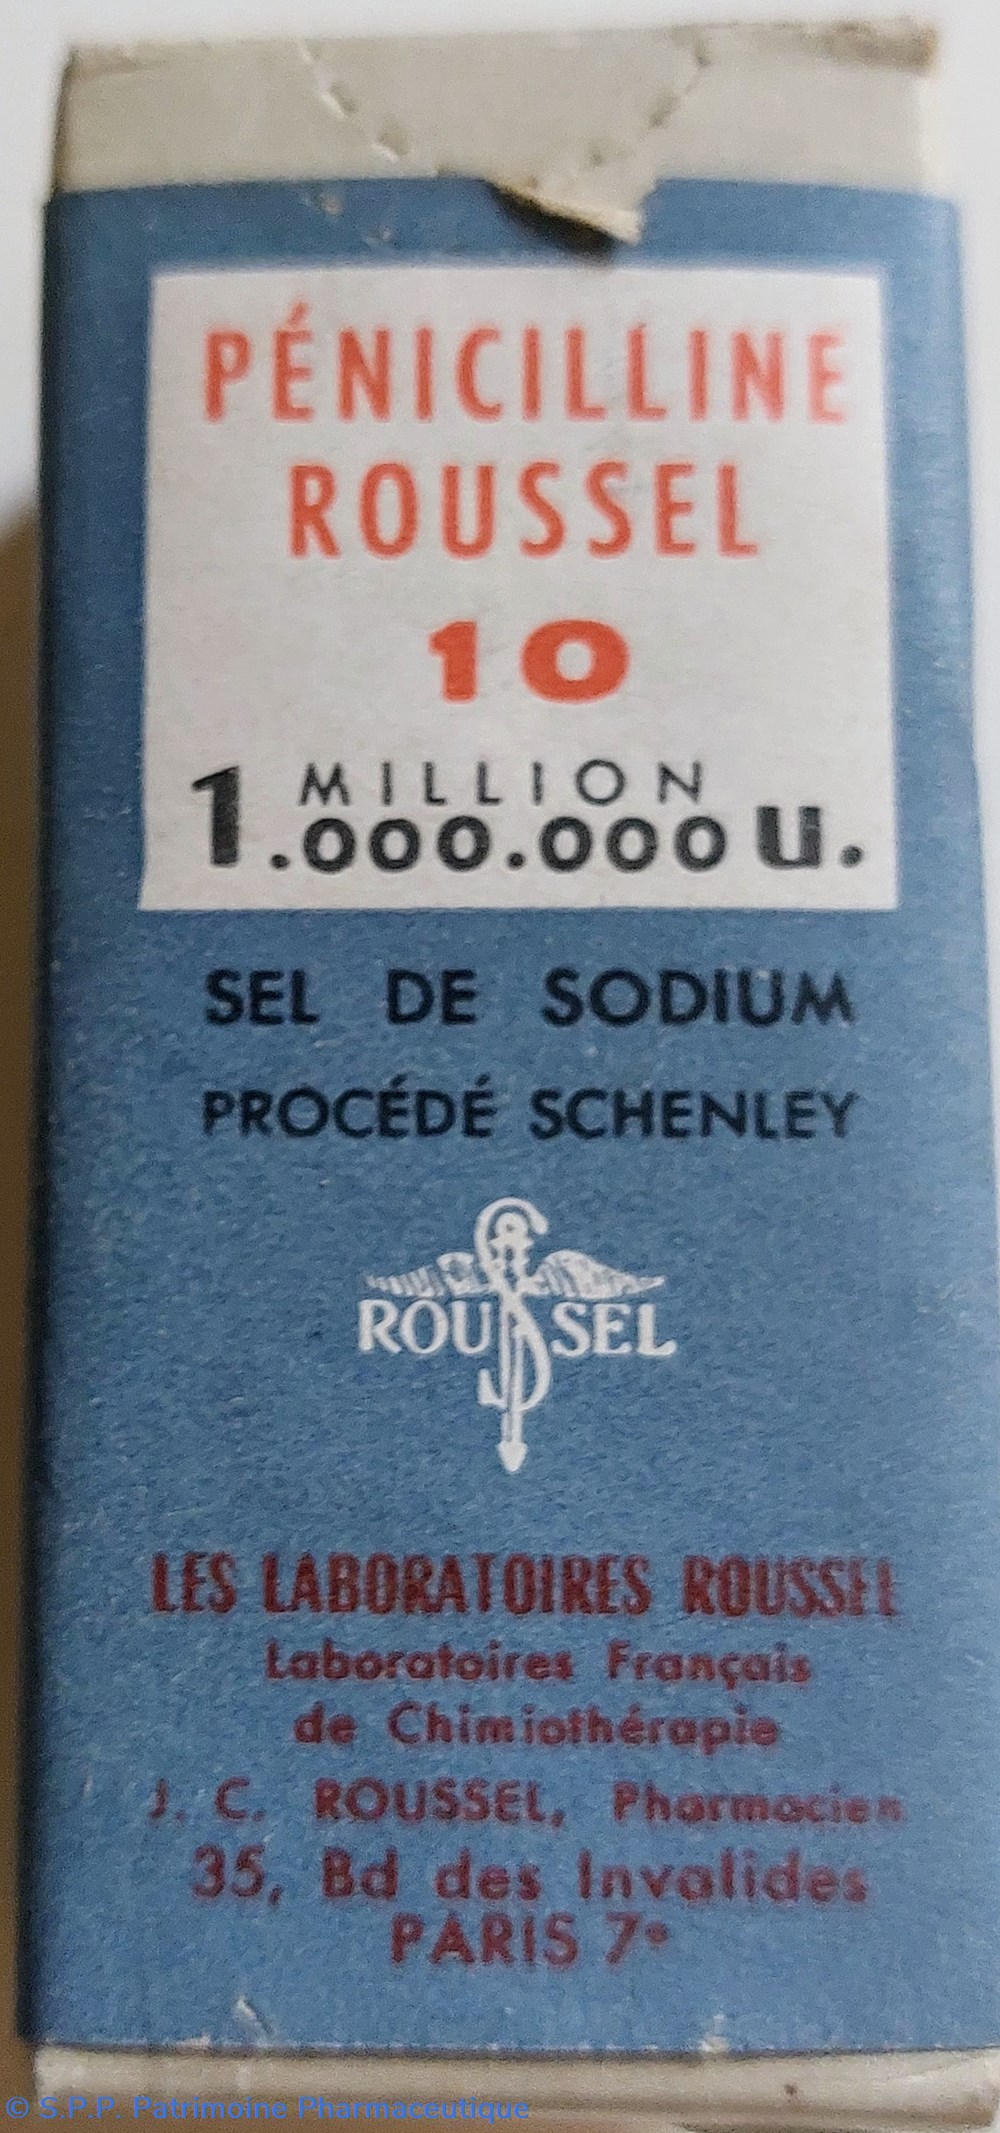 PÉNICILLINE
ROUSSEL
10
1 MILLION
.000.000 u.
SEL DE SODIUM
PROCÉDÉ SCHENLEY
ROUSSEL
LES LABORATOIRES ROUSSEL
Laboratoires Français
de Chimiothérapie
J. C. ROUSSEL, Pharmacien
35, Bd des Invalides
PARIS 7e
© S.P.P. Patrimoine Pharmaceutique